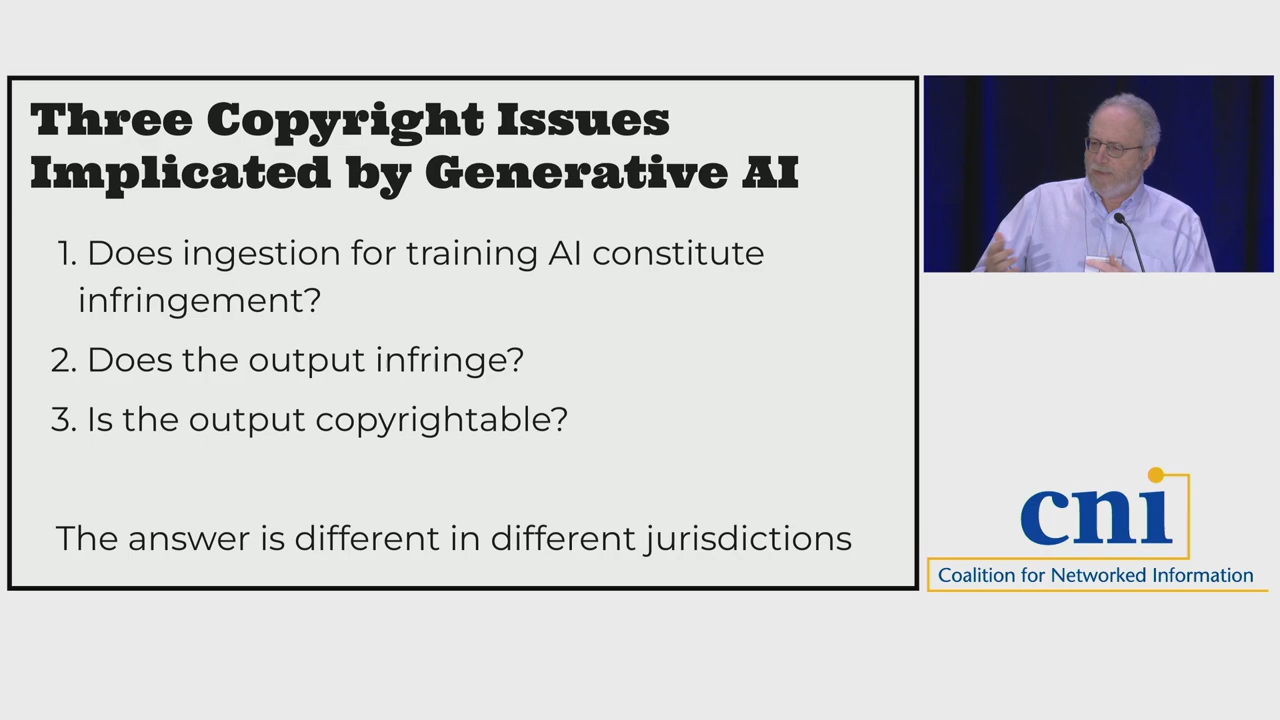 Three Copyright Issues
Implicated by Generative AI
1. Does ingestion for training AI constitute
infringement?
2. Does the output infringe?
3. Is the output copyrightable?
The answer is different in different jurisdictions
cni
Coalition for Networked Information